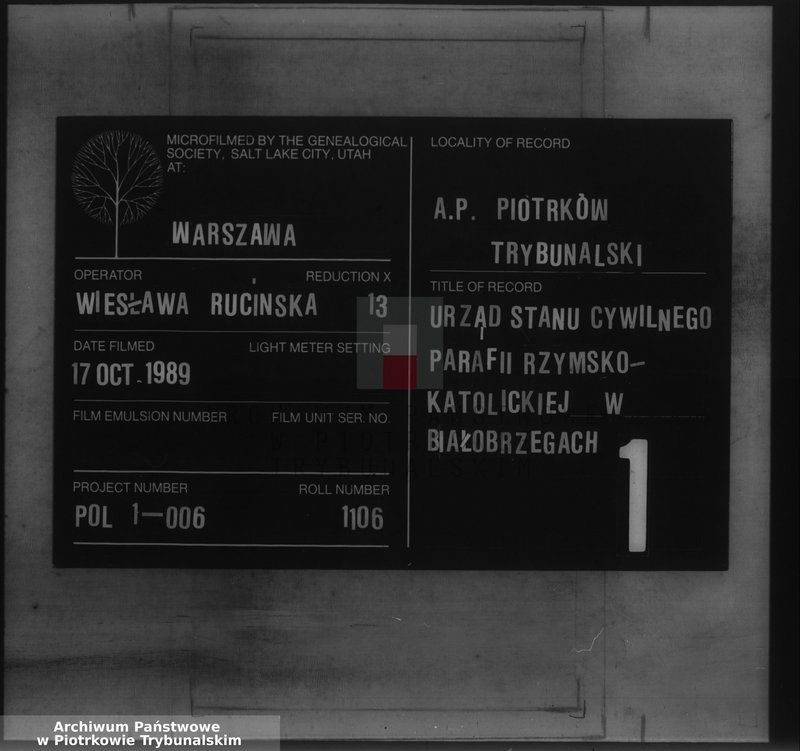 MICROFILMED BY THE GENEALOGICAL
SOCIETY, SALT LAKE CITY, UTAH
AT:
WARSZAWA
OPERATOR
REDUCTION X
WIESŁAWA RUCIŃSKA
13
DATE FILMED
LIGHT METER SETTING
17 OCT. 1989
FILM EMULSION NUMBER
FILM UNIT SER. NO.
PROJECT NUMBER
ROLL NUMBER
POL 1—006
1106
LOCALITY OF RECORD
A.P. PIOTRKÓW
TRYBUNALSKI
TITLE OF RECORD
URZĄD STANU CYWILNEGO
PARAFII RZYMSKO—
KATOLICKIEJ W
BIAŁOBRZEGACH
1
W PIOTRKOWIE
TRYBUNALSKIM
Archiwum Państwowe
w Piotrkowie Trybunalskim